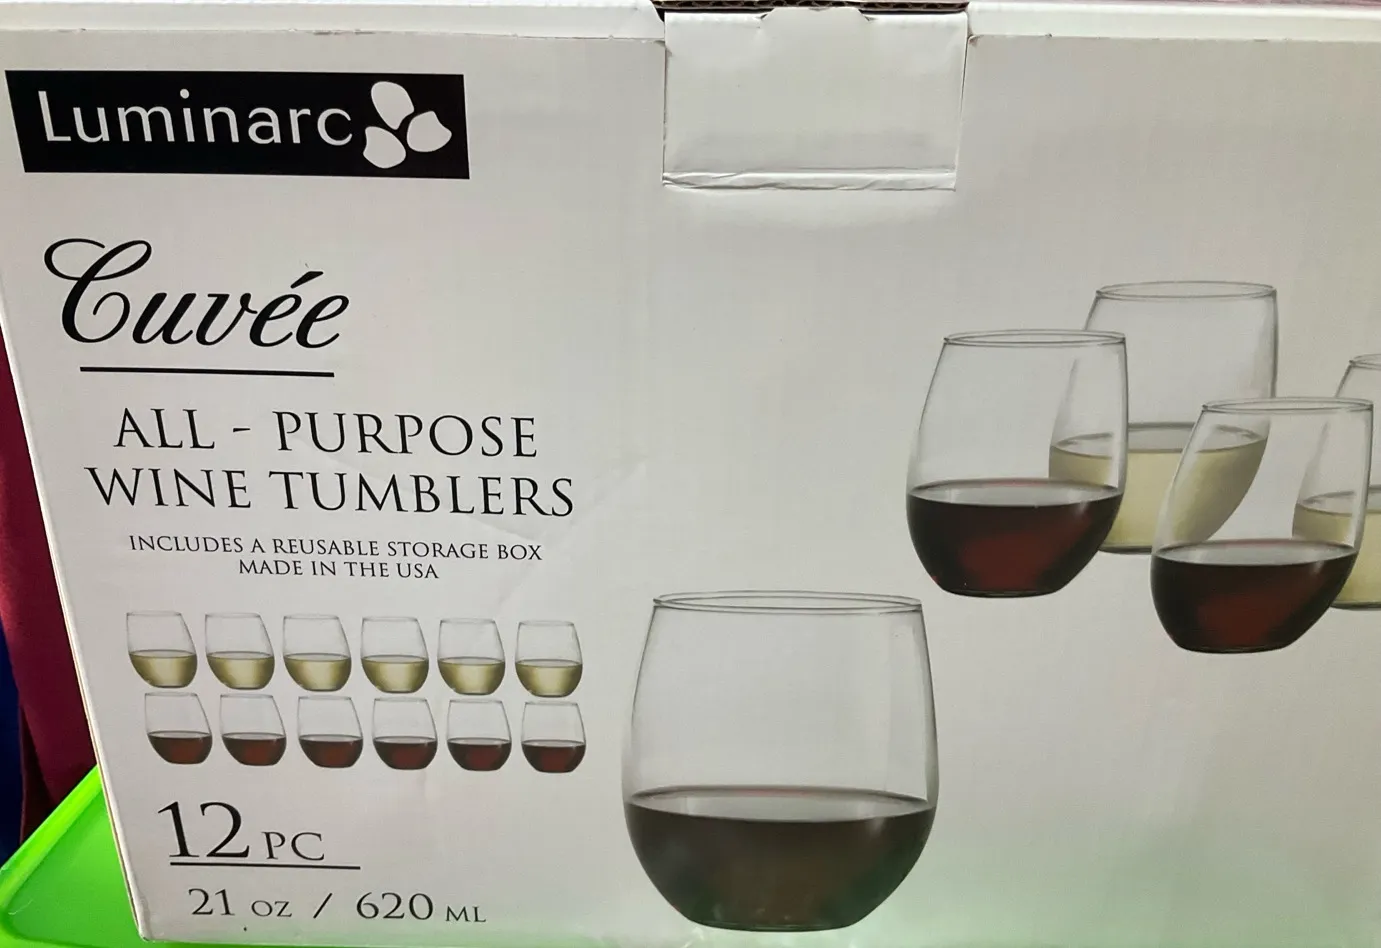 Luminarc
Cuvée
ALL - PURPOSE
WINE TUMBLERS
INCLUDES A REUSABLE STORAGE BOX
MADE IN THE USA
12 PC
21 OZ / 620 ML